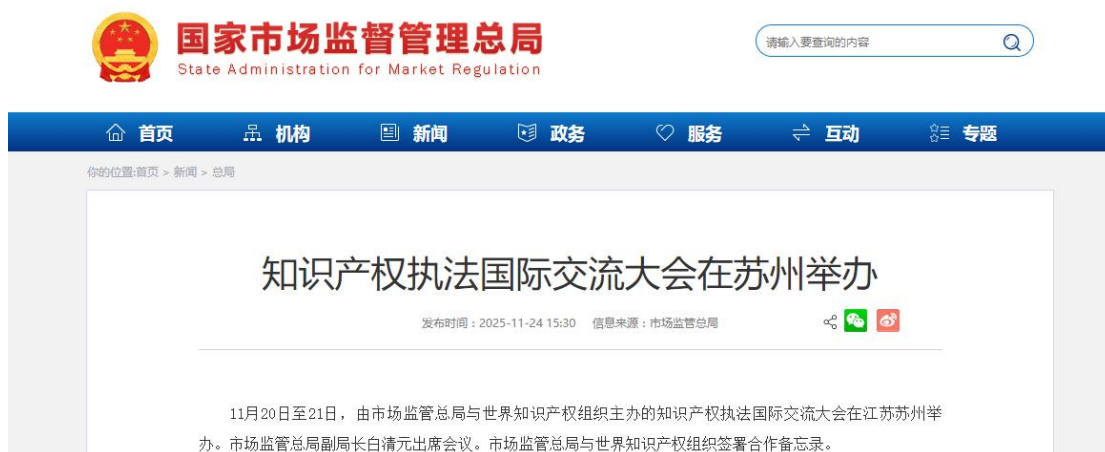 国家市场监督管理总局
State Administration for Market Regulation
请输入要查询的内容
首页 机构 新闻 政务 服务 互动 专题
你的位置:首页 > 新闻 > 总局
知识产权执法国际交流大会在苏州举办
发布时间：2025-11-24 15:30 信息来源：市场监管总局
11月20日至21日，由市场监管总局与世界知识产权组织主办的知识产权执法国际交流大会在江苏苏州举
办。市场监管总局副局长白清元出席会议。市场监管总局与世界知识产权组织签署合作备忘录。